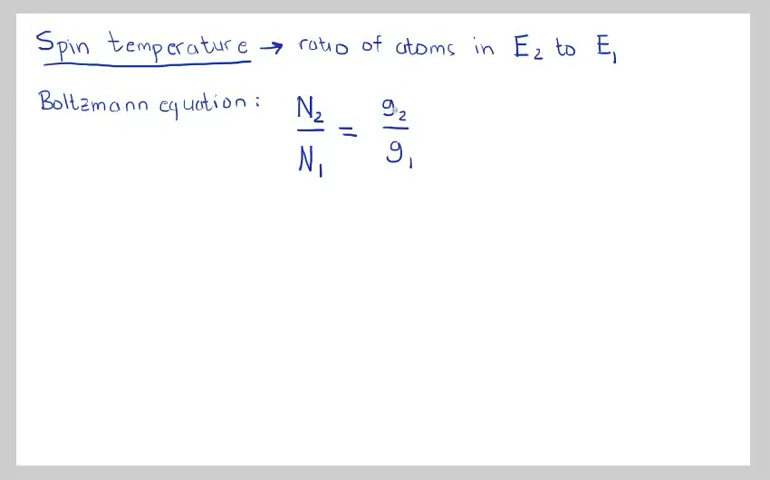 Spin temperature → ratio of atoms in E₂ to E₁
Boltzmann equation: N₂/N₁ = g₂/g₁